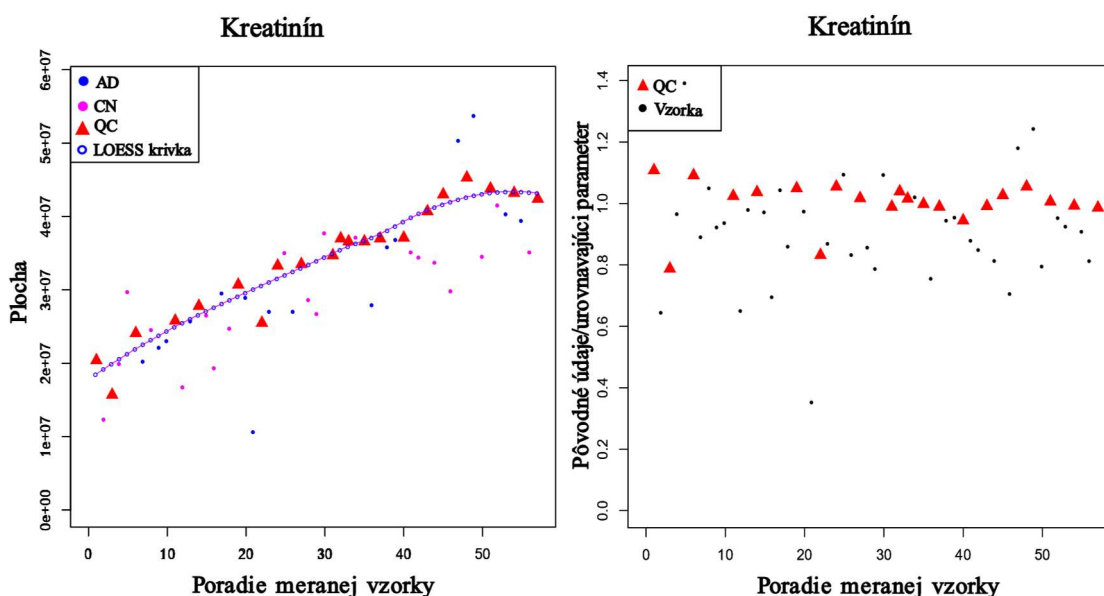 Kreatinín
Plocha
0e+00 1e+07 2e+07 3e+07 4e+07 5e+07 6e+07
AD
CN
QC
LOESS krivka
0 10 20 30 40 50
Poradie meranej vzorky
Kreatinín
Pôvodné údaje/urovnavajúci parameter
0.0 0.2 0.4 0.6 0.8 1.0 1.2 1.4
QC
Vzorka
0 10 20 30 40 50
Poradie meranej vzorky